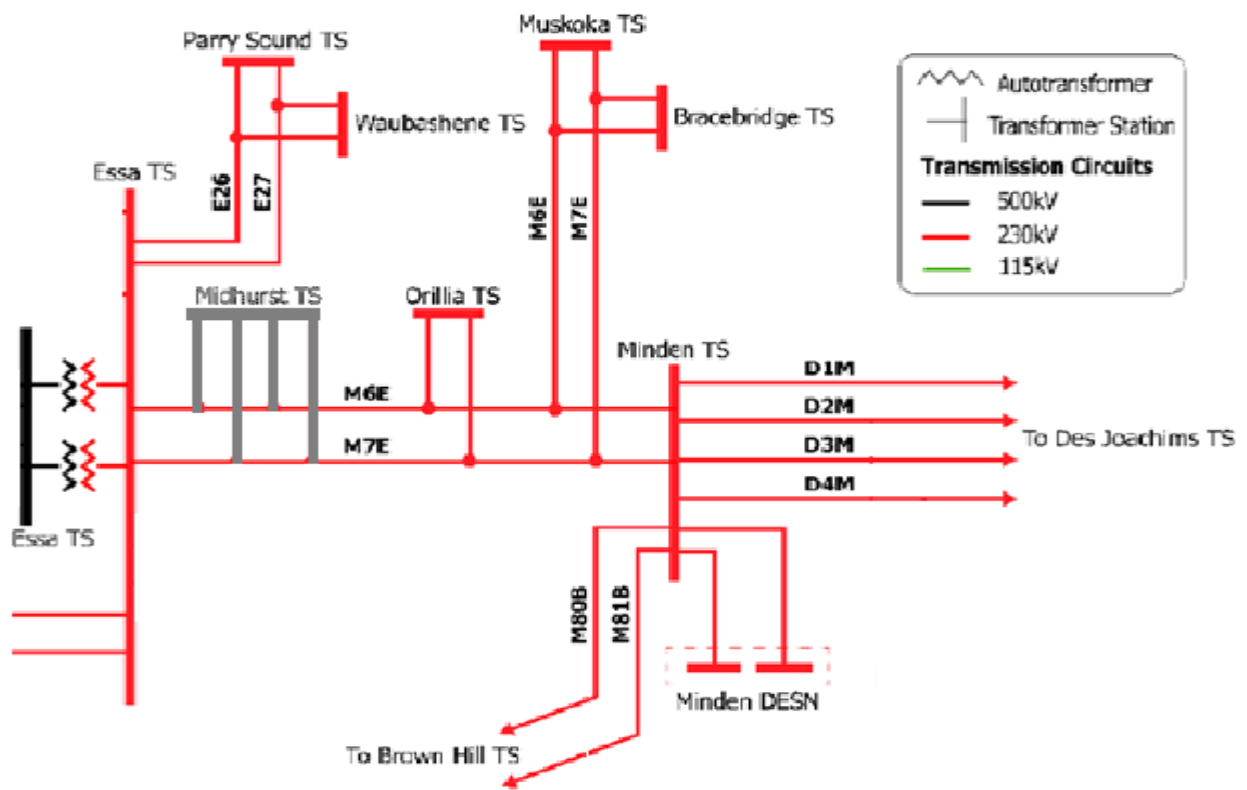 Muskoka TS
Parry Sound TS
Autotransformer
Waubashene TS
Bracebridge TS
Transformer Station
Essa TS
Transmission Circuits
E26
E27
M6E
M7E
500kV
230kV
115kV
Midhurst TS
Orillia TS
Minden TS
D1M
M6E
D2M
To Des Joachims TS
M7E
D3M
D4M
Essa TS
M80B
M81B
Minden DESN
To Brown Hill TS